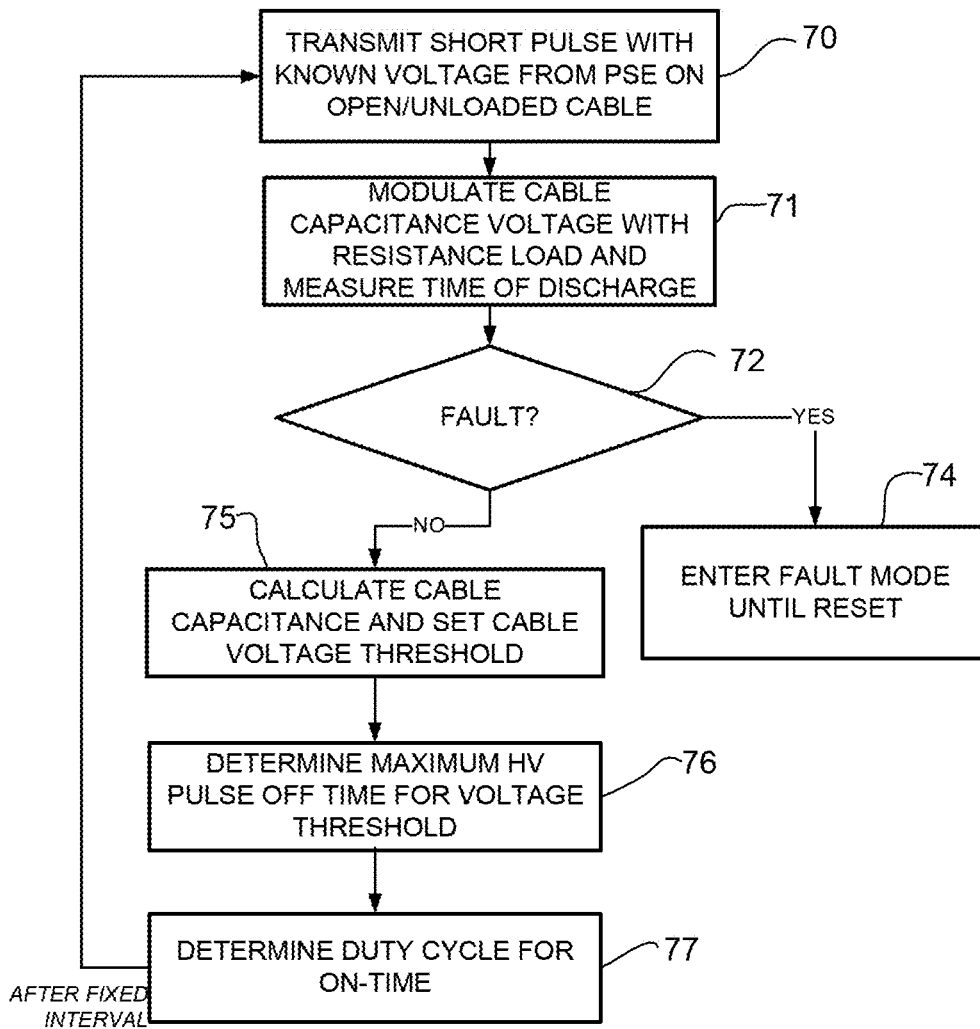 TRANSMIT SHORT PULSE WITH
KNOWN VOLTAGE FROM PSE ON
OPEN/UNLOADED CABLE
70
MODULATE CABLE
CAPACITANCE VOLTAGE WITH
RESISTANCE LOAD AND
MEASURE TIME OF DISCHARGE
71
FAULT?
72
YES
74
ENTER FAULT MODE
UNTIL RESET
NO
75
CALCULATE CABLE
CAPACITANCE AND SET CABLE
VOLTAGE THRESHOLD
DETERMINE MAXIMUM HV
PULSE OFF TIME FOR VOLTAGE
THRESHOLD
76
DETERMINE DUTY CYCLE FOR
ON-TIME
77
AFTER FIXED
INTERVAL